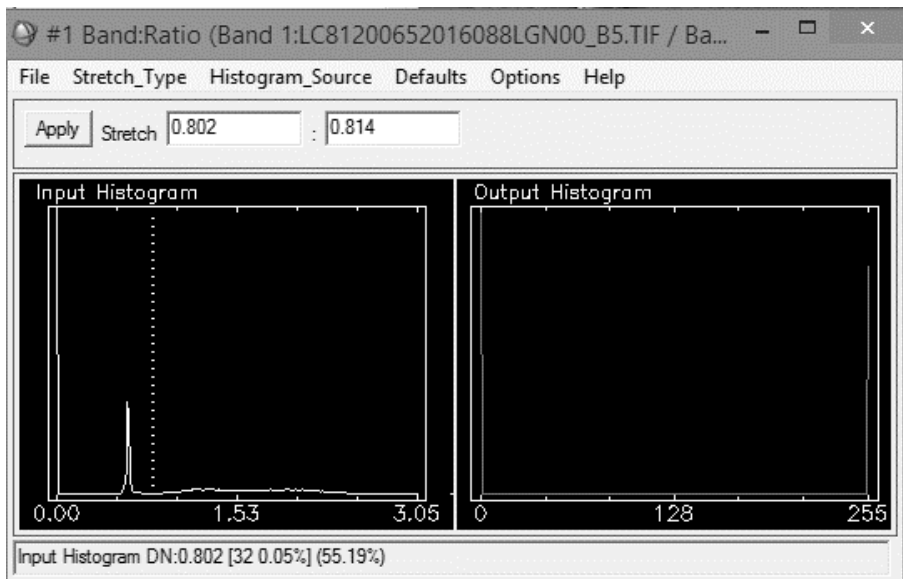 #1 Band:Ratio (Band 1:LC81200652016088LGN00_B5.TIF / Ba...
File Stretch_Type Histogram_Source Defaults Options Help
Apply Stretch 0.802 : 0.814
Input Histogram Output Histogram
0.00 1.53 3.05 0 128 255
Input Histogram DN:0.802 [32 0.05%] (55.19%)